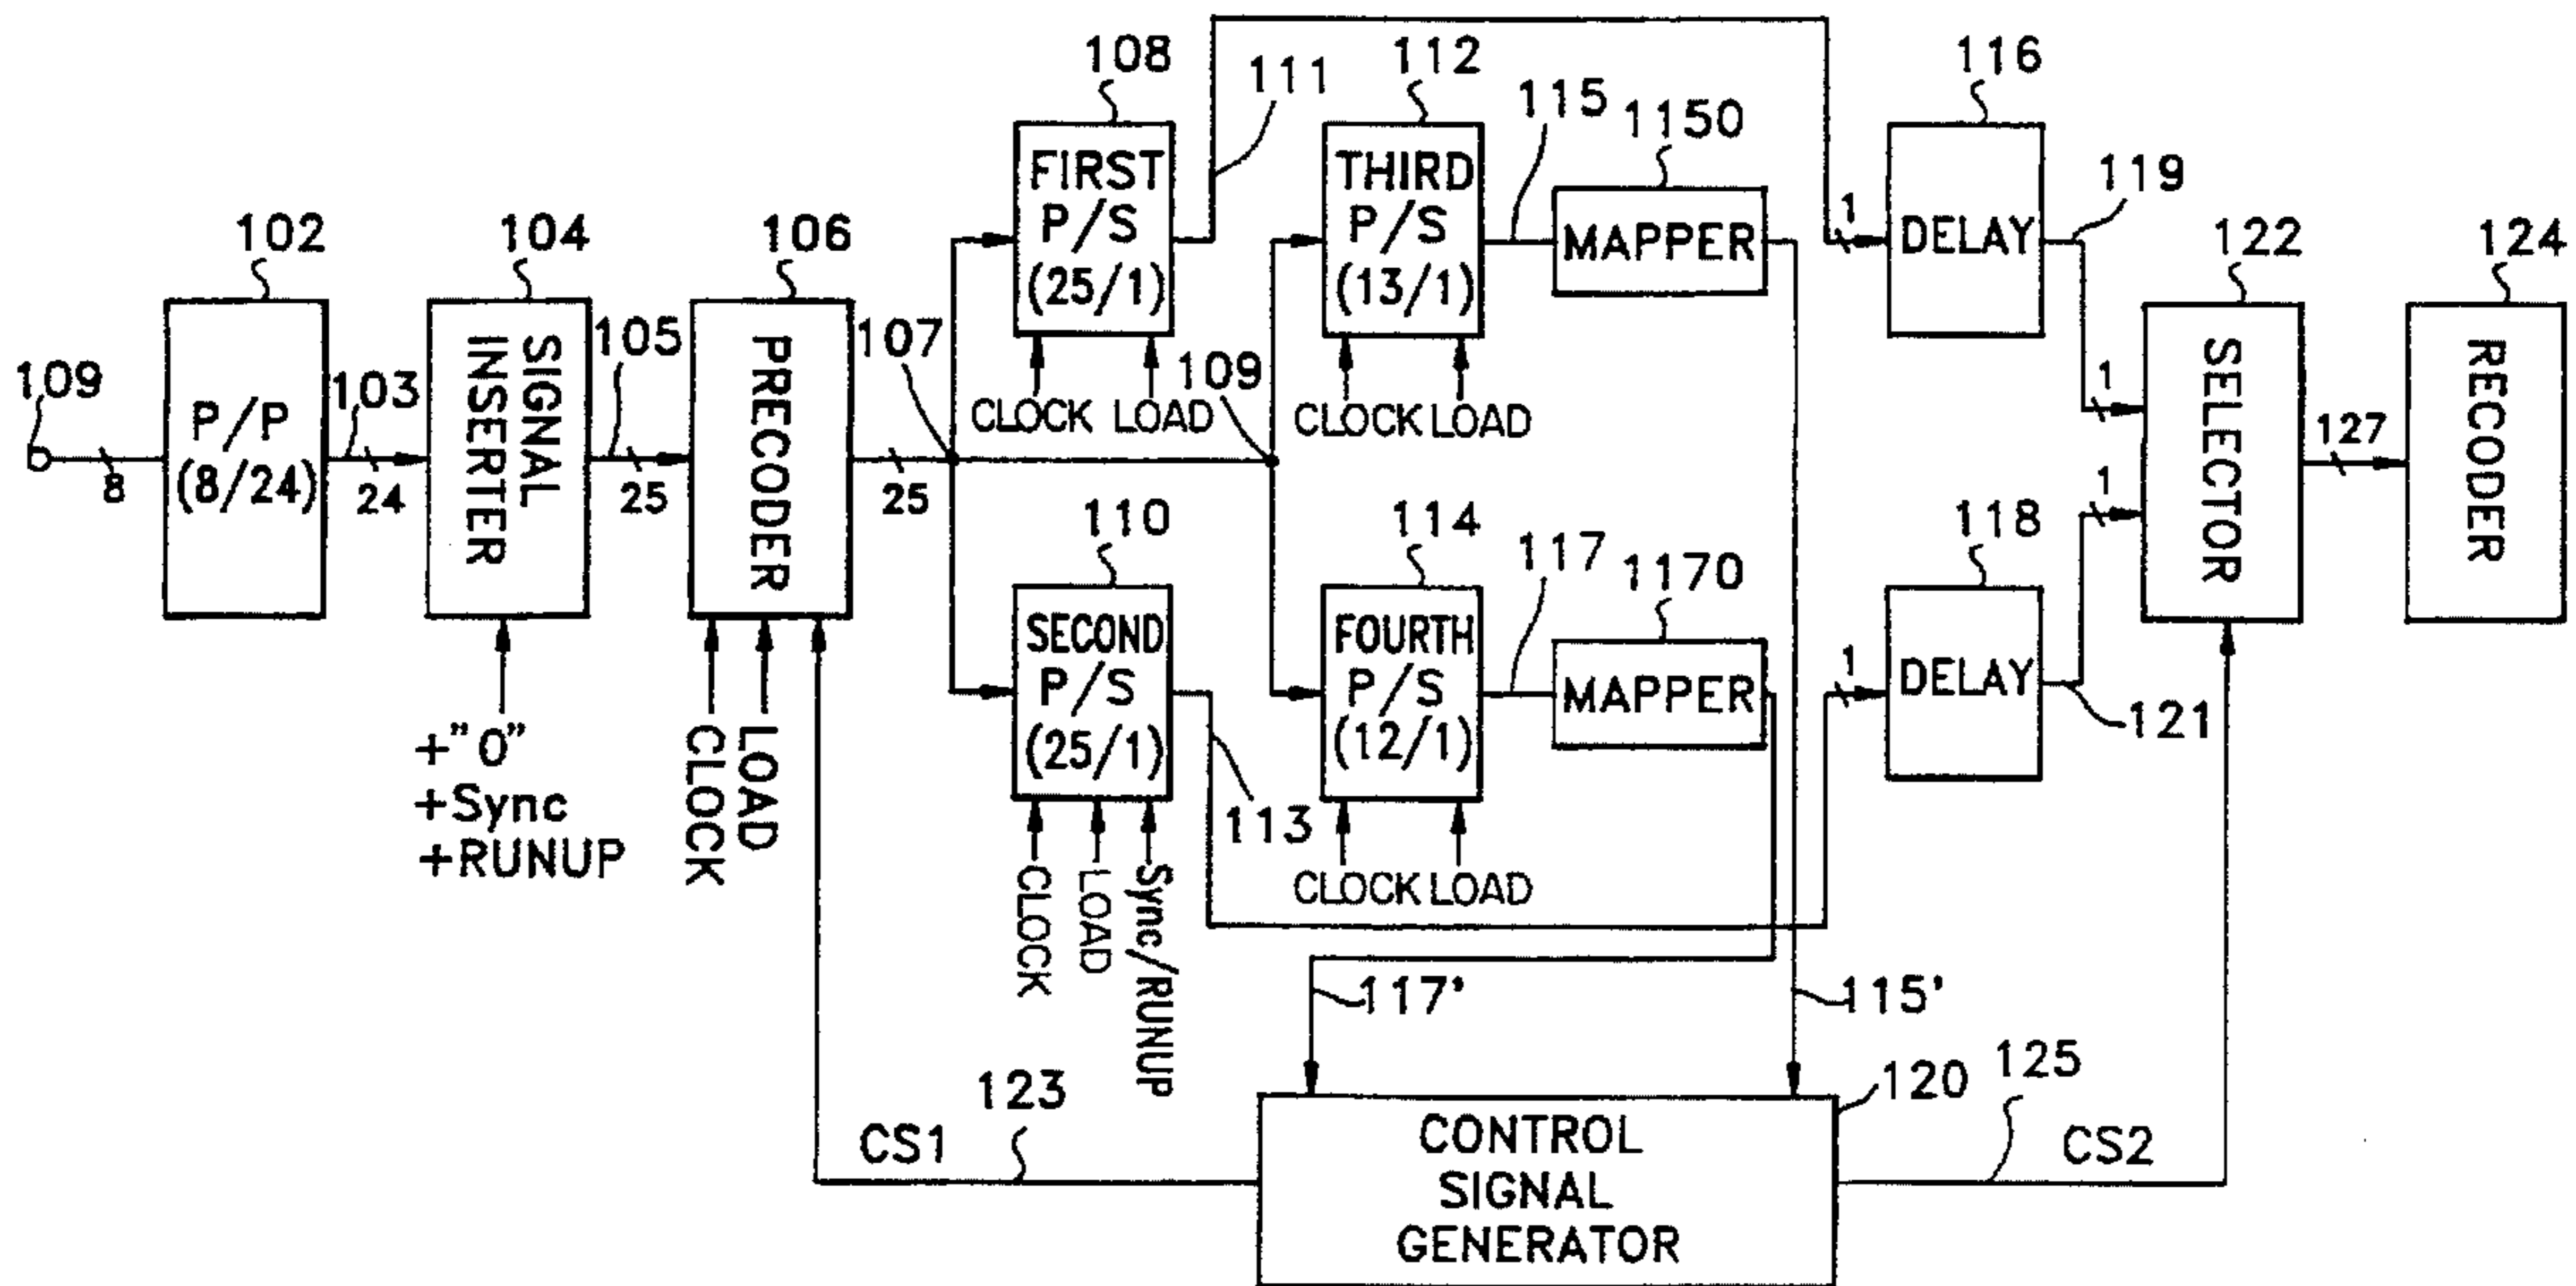 108
111
112
115
1150
116
119
102
104
106
122
124
FIRST
P/S
(25/1)
THIRD
P/S
(13/1)
MAPPER
1
DELAY
109
8
P/P
(8/24)
103
24
SIGNAL
INSERTER
105
25
PRECODER
25
107
CLOCK
LOAD
109
CLOCK
LOAD
1
SELECTOR
127
RECODER
110
114
117
1170
118
1
SECOND
P/S
(25/1)
FOURTH
P/S
(12/1)
MAPPER
1
DELAY
121
+"0"
+Sync
+RUNUP
CLOCK
LOAD
CLOCK
LOAD
Sync/RUNUP
113
CLOCK
LOAD
117'
115'
CS1
123
CONTROL
SIGNAL
GENERATOR
120
125
CS2